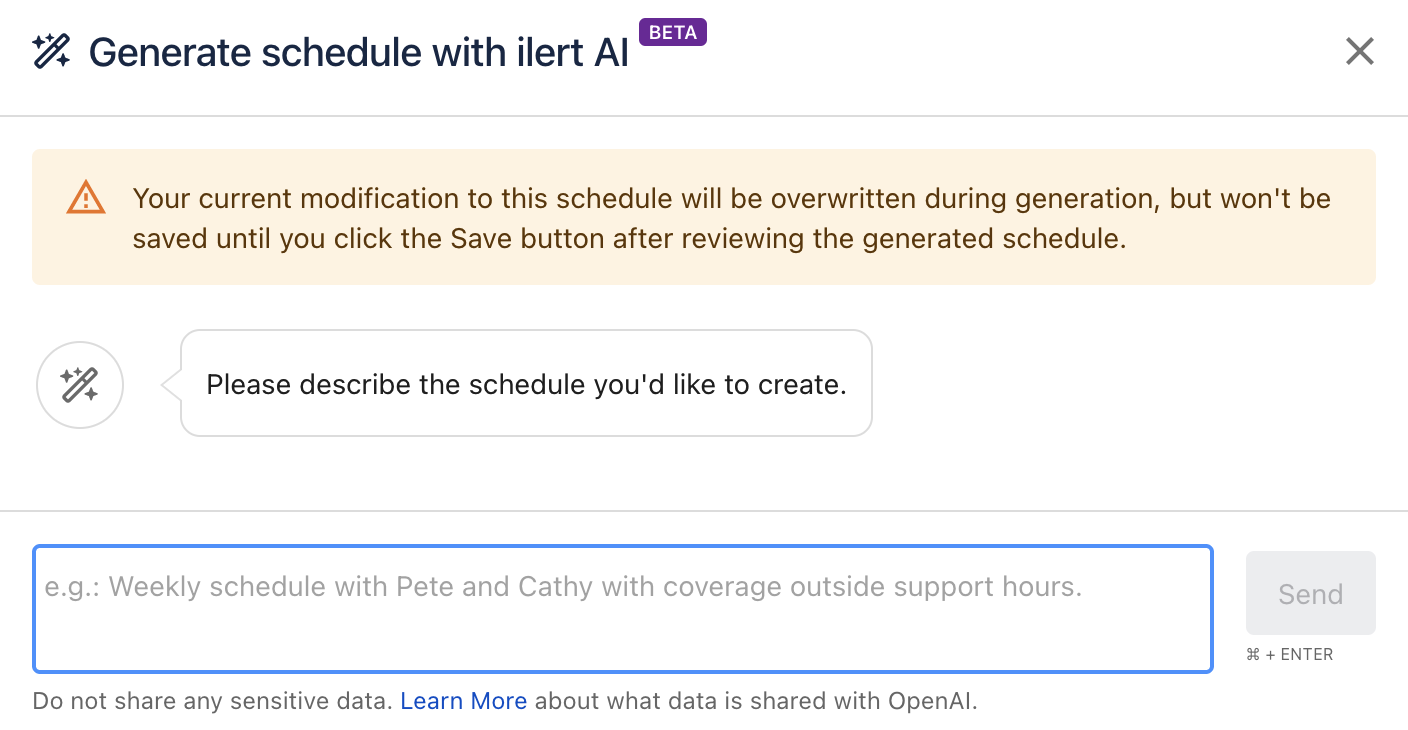 Generate schedule with ilert AI BETA
Your current modification to this schedule will be overwritten during generation, but won't be
saved until you click the Save button after reviewing the generated schedule.
Please describe the schedule you'd like to create.
e.g.: Weekly schedule with Pete and Cathy with coverage outside support hours.
Send
⌘ + ENTER
Do not share any sensitive data. Learn More about what data is shared with OpenAI.